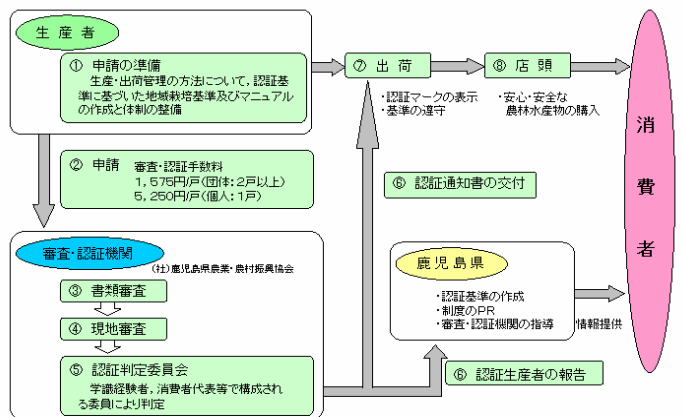 生産者
① 申請の準備
生産・出荷管理の方法について，認証基
準に基づいた地域栽培基準及びマニュアル
の作成と体制の整備
⑦ 出荷
⑧ 店頭
・認証マークの表示
・基準の遵守
・安心・安全な
農林水産物の購入
消費者
② 申請 審査・認証手数料
1，575円/戸(団体：2戸以上)
5，250円/戸(個人：1戸)
⑥ 認証通知書の交付
審査・認証機関
(社)鹿児島県農業・農村振興協会
③ 書類審査
④ 現地審査
⑤ 認証判定委員会
学識経験者，消費者代表等で構成され
る委員により判定
鹿児島県
・認証基準の作成
・制度のPR
・審査・認証機関の指導
情報提供
⑥ 認証生産者の報告